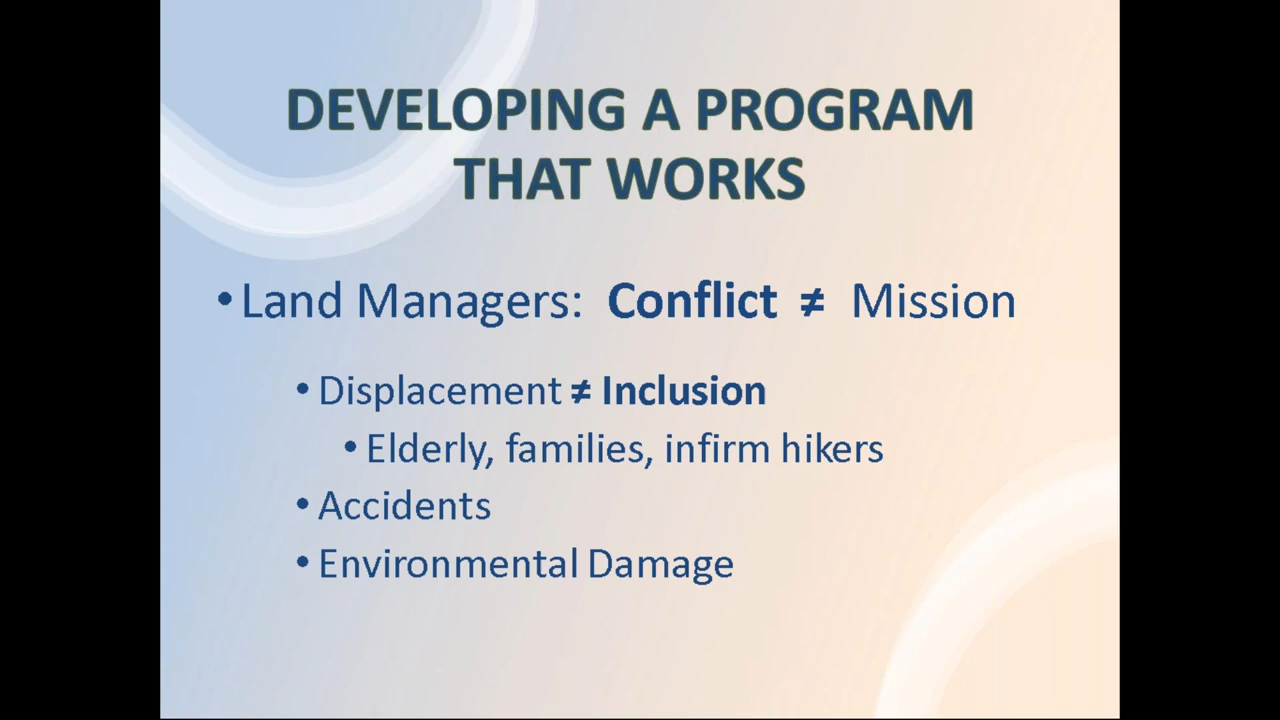 DEVELOPING A PROGRAM
THAT WORKS
• Land Managers: Conflict ≠ Mission
• Displacement ≠ Inclusion
• Elderly, families, infirm hikers
• Accidents
• Environmental Damage